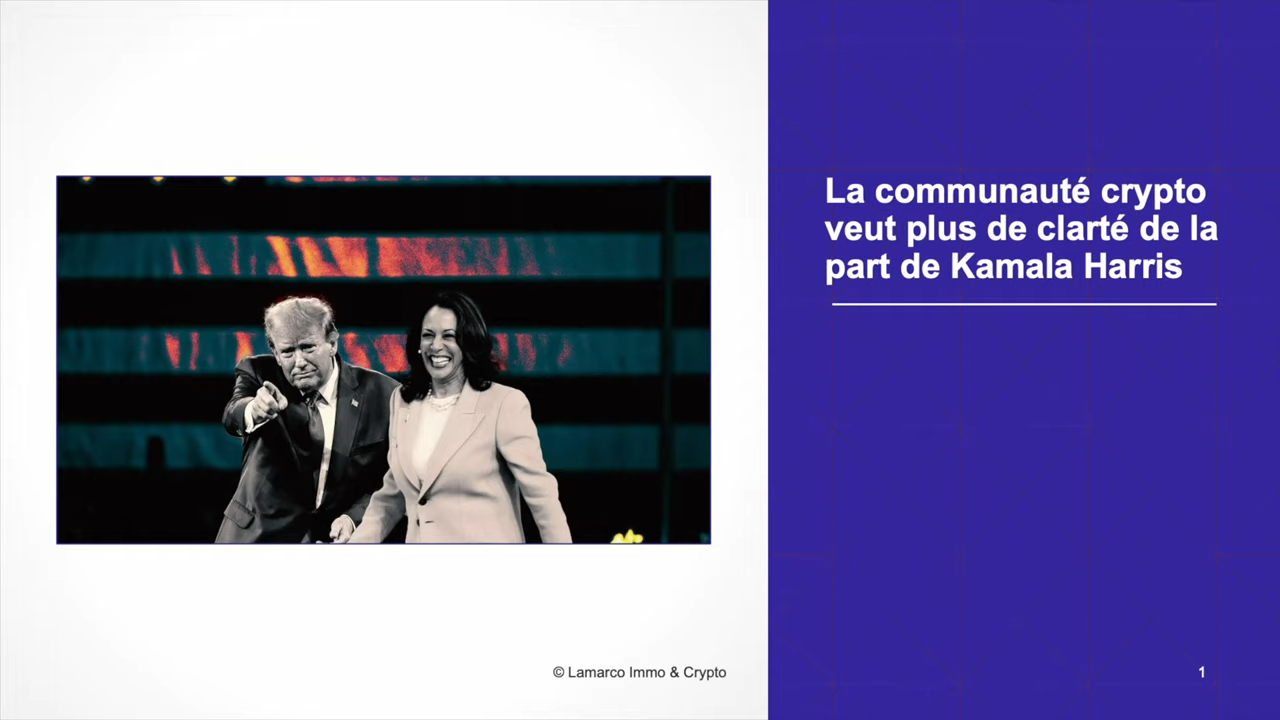 La communauté crypto
veut plus de clarté de la
part de Kamala Harris
© Lamarco Immo & Crypto
1